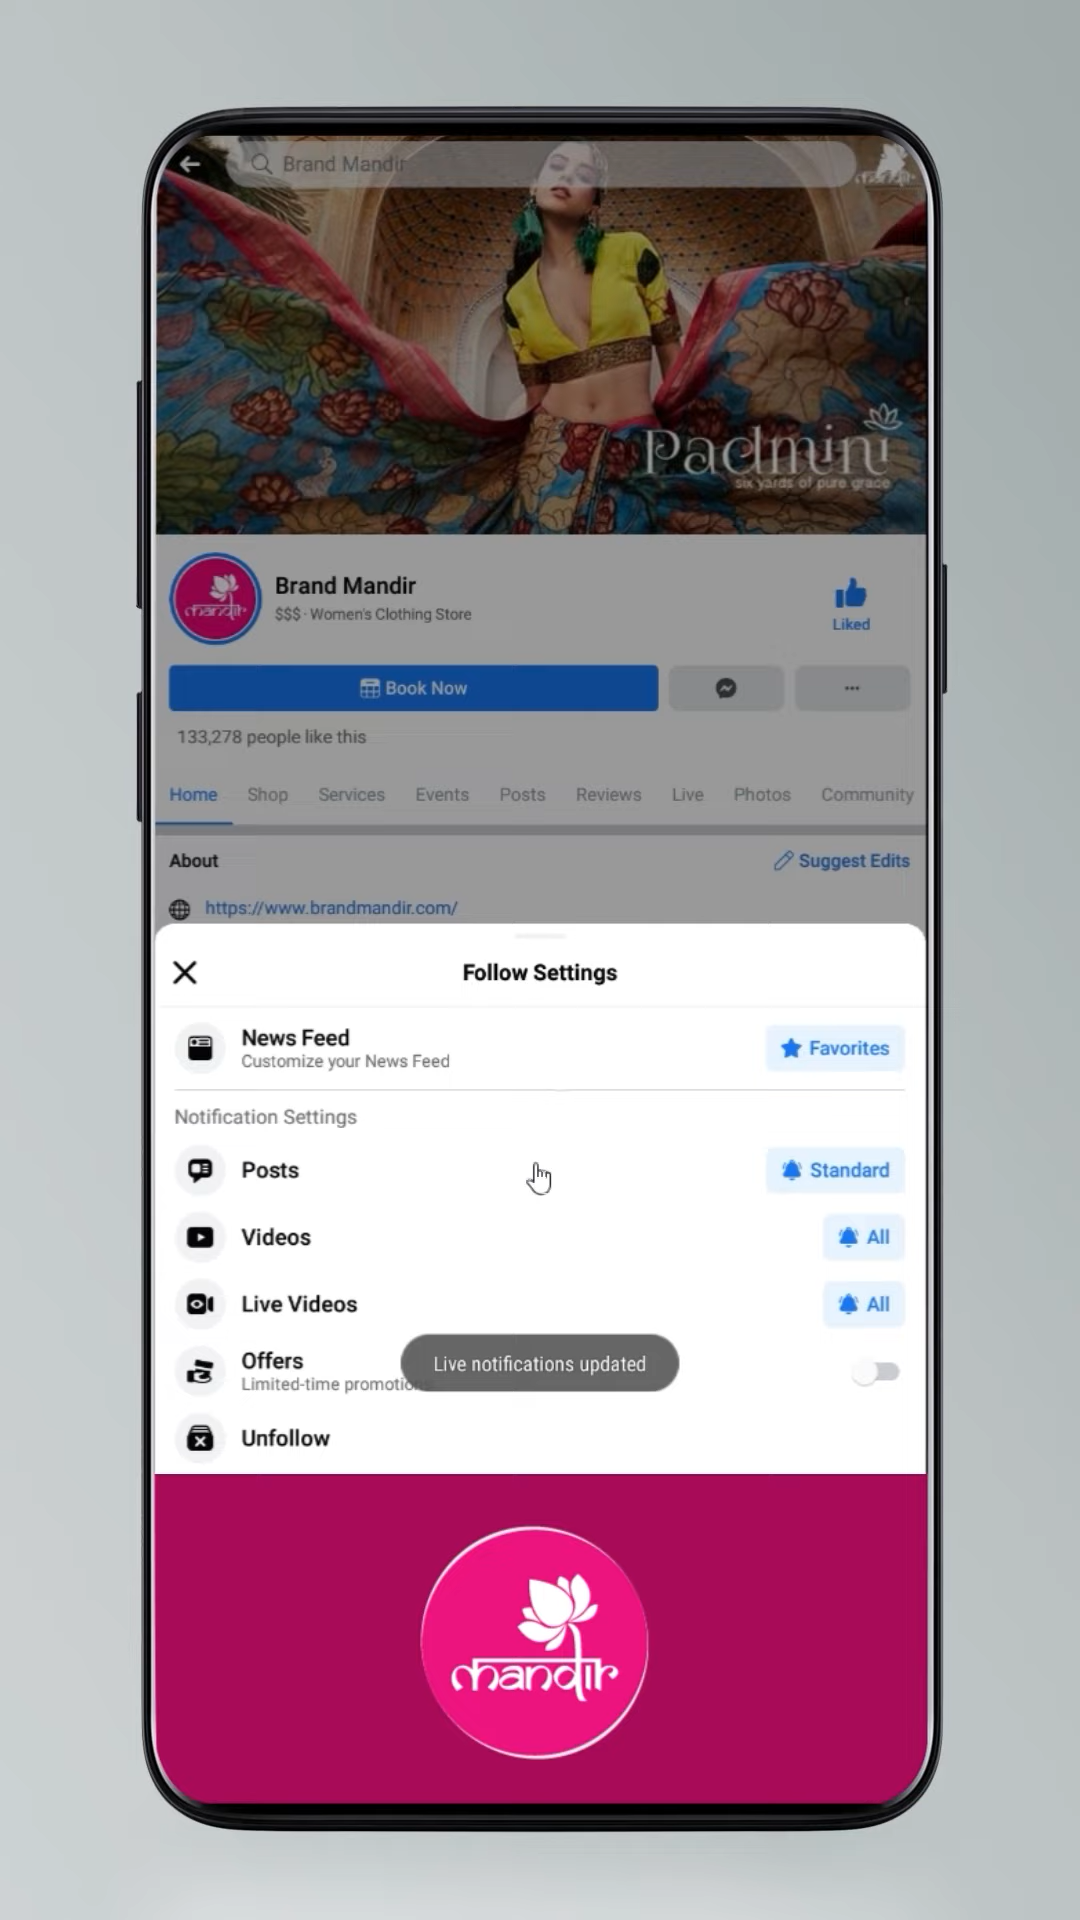 Brand Mandir
mandir
Padmini
six yards of pure grace
mandir
Brand Mandir
$$$ · Women's Clothing Store
Liked
Book Now
...
133,278 people like this
Home Shop Services Events Posts Reviews Live Photos Community
About
Suggest Edits
https://www.brandmandir.com/
Follow Settings
News Feed
Customize your News Feed
Favorites
Notification Settings
Posts
Standard
Videos
All
Live Videos
All
Offers
Limited-time promotion
Live notifications updated
Unfollow
mandir